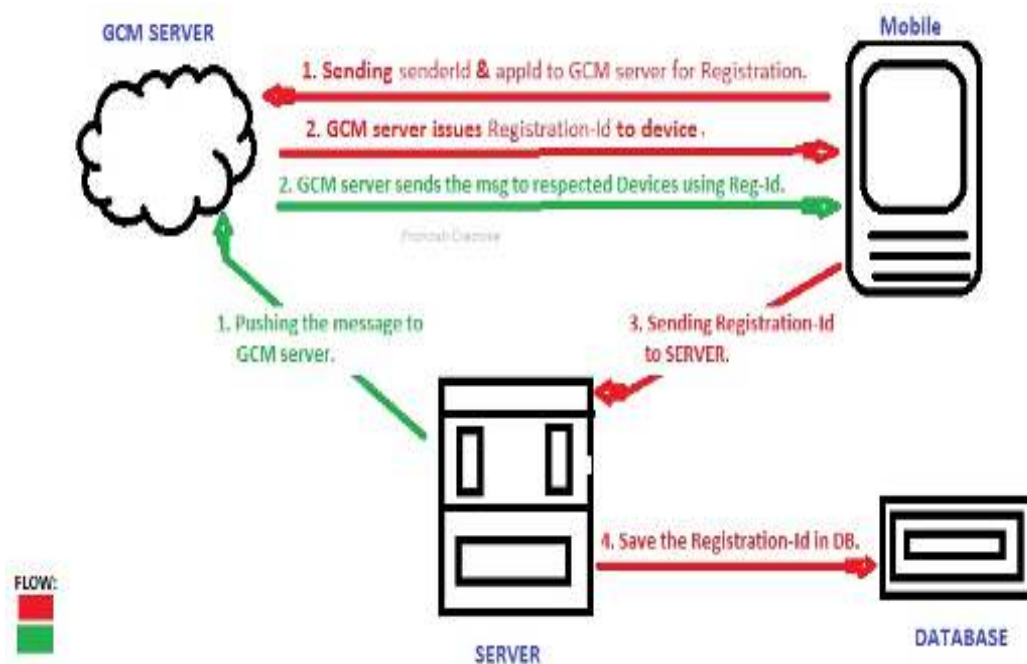 GCM SERVER
Mobile
1. Sending senderId & appId to GCM server for Registration.
2. GCM server issues Registration-Id to device.
2. GCM server sends the msg to respected Devices using Reg-Id.
1. Pushing the message to
GCM server.
3. Sending Registration-Id
to SERVER.
4. Save the Registration-Id in DB.
FLOW:
SERVER
DATABASE